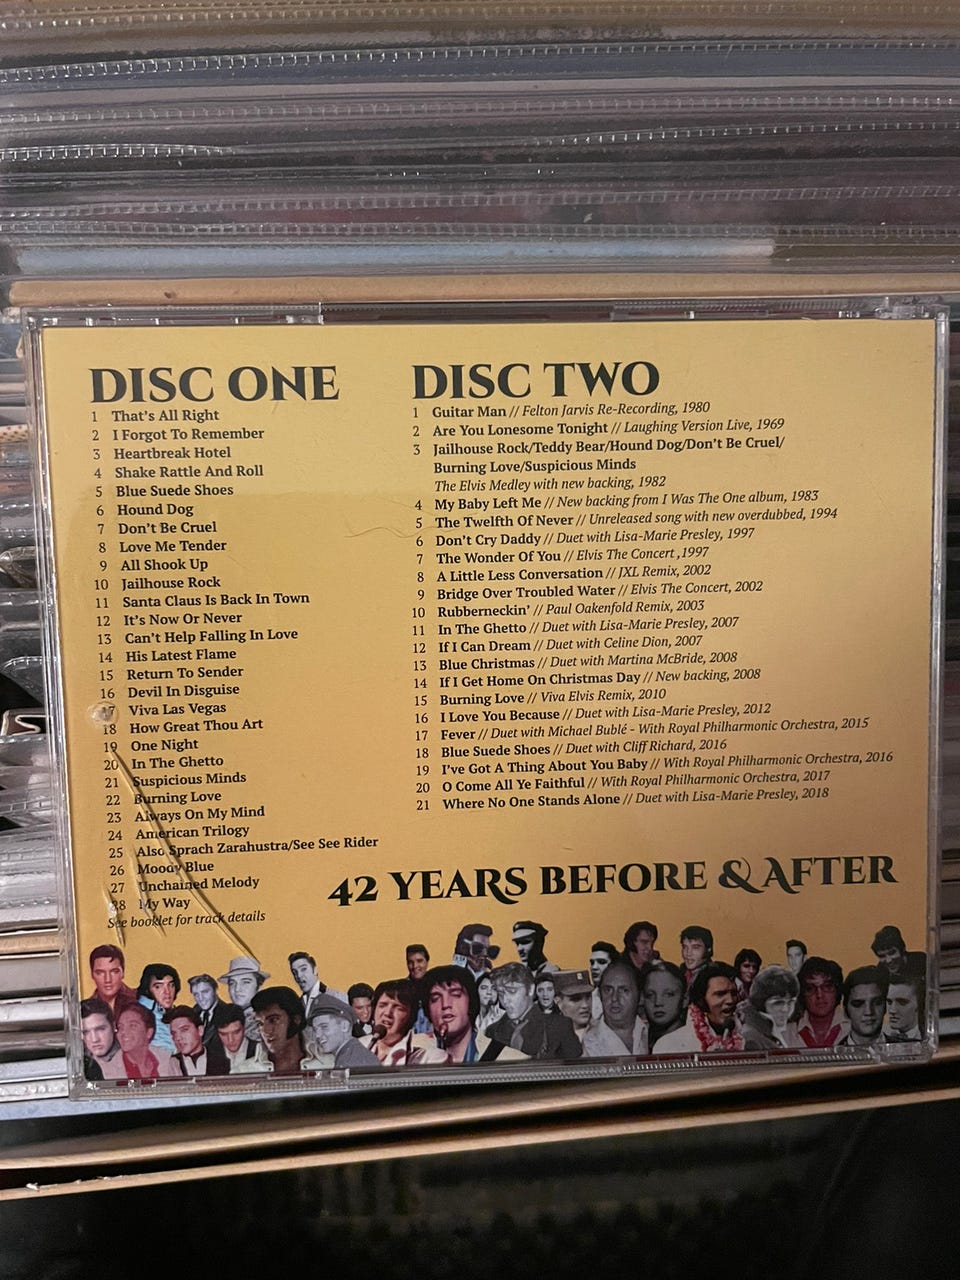 DISC ONE
1 That's All Right
2 I Forgot To Remember
3 Heartbreak Hotel
4 Shake Rattle And Roll
5 Blue Suede Shoes
6 Hound Dog
7 Don't Be Cruel
8 Love Me Tender
9 All Shook Up
10 Jailhouse Rock
11 Santa Claus Is Back In Town
12 It's Now Or Never
13 Can't Help Falling In Love
14 His Latest Flame
15 Return To Sender
16 Devil In Disguise
17 Viva Las Vegas
18 How Great Thou Art
19 One Night
20 In The Ghetto
21 Suspicious Minds
22 Burning Love
23 Always On My Mind
24 American Trilogy
25 Also Sprach Zarahustra/See See Rider
26 Moody Blue
27 Unchained Melody
28 My Way
See booklet for track details
DISC TWO
1 Guitar Man // Felton Jarvis Re-Recording, 1980
2 Are You Lonesome Tonight // Laughing Version Live, 1969
3 Jailhouse Rock/Teddy Bear/Hound Dog/Don't Be Cruel/
Burning Love/Suspicious Minds
The Elvis Medley with new backing, 1982
4 My Baby Left Me // New backing from I Was The One album, 1983
5 The Twelfth Of Never // Unreleased song with new overdubbed, 1994
6 Don't Cry Daddy // Duet with Lisa-Marie Presley, 1997
7 The Wonder Of You // Elvis The Concert ,1997
8 A Little Less Conversation // JXL Remix, 2002
9 Bridge Over Troubled Water // Elvis The Concert, 2002
10 Rubberneckin' // Paul Oakenfold Remix, 2003
11 In The Ghetto // Duet with Lisa-Marie Presley, 2007
12 If I Can Dream // Duet with Celine Dion, 2007
13 Blue Christmas // Duet with Martina McBride, 2008
14 If I Get Home On Christmas Day // New backing, 2008
15 Burning Love // Viva Elvis Remix, 2010
16 I Love You Because // Duet with Lisa-Marie Presley, 2012
17 Fever // Duet with Michael Bublé - With Royal Philharmonic Orchestra, 2015
18 Blue Suede Shoes // Duet with Cliff Richard, 2016
19 I've Got A Thing About You Baby // With Royal Philharmonic Orchestra, 2016
20 O Come All Ye Faithful // With Royal Philharmonic Orchestra, 2017
21 Where No One Stands Alone // Duet with Lisa-Marie Presley, 2018
42 YEARS BEFORE & AFTER